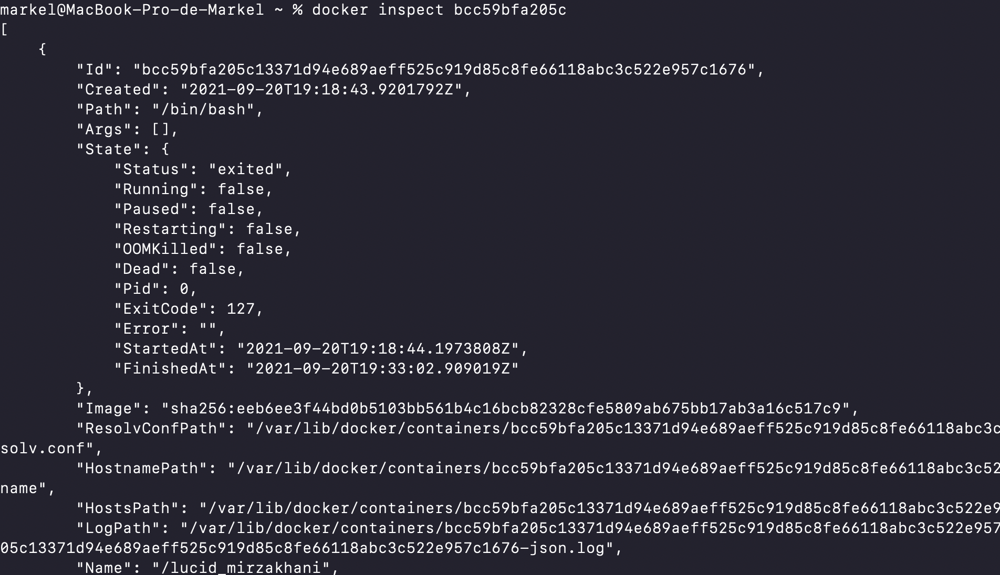 markel@MacBook-Pro-de-Markel ~ % docker inspect bcc59bfa205c
[
    {
        "Id": "bcc59bfa205c13371d94e689aeff525c919d85c8fe66118abc3c522e957c1676",
        "Created": "2021-09-20T19:18:43.9201792Z",
        "Path": "/bin/bash",
        "Args": [],
        "State": {
            "Status": "exited",
            "Running": false,
            "Paused": false,
            "Restarting": false,
            "OOMKilled": false,
            "Dead": false,
            "Pid": 0,
            "ExitCode": 127,
            "Error": "",
            "StartedAt": "2021-09-20T19:18:44.1973808Z",
            "FinishedAt": "2021-09-20T19:33:02.909019Z"
        },
        "Image": "sha256:eeb6ee3f44bd0b5103bb561b4c16bcb82328cfe5809ab675bb17ab3a16c517c9",
        "ResolvConfPath": "/var/lib/docker/containers/bcc59bfa205c13371d94e689aeff525c919d85c8fe66118abc3c
solv.conf",
        "HostnamePath": "/var/lib/docker/containers/bcc59bfa205c13371d94e689aeff525c919d85c8fe66118abc3c52
name",
        "HostsPath": "/var/lib/docker/containers/bcc59bfa205c13371d94e689aeff525c919d85c8fe66118abc3c522e9
        "LogPath": "/var/lib/docker/containers/bcc59bfa205c13371d94e689aeff525c919d85c8fe66118abc3c522e957
05c13371d94e689aeff525c919d85c8fe66118abc3c522e957c1676-json.log",
        "Name": "/lucid_mirzakhani",